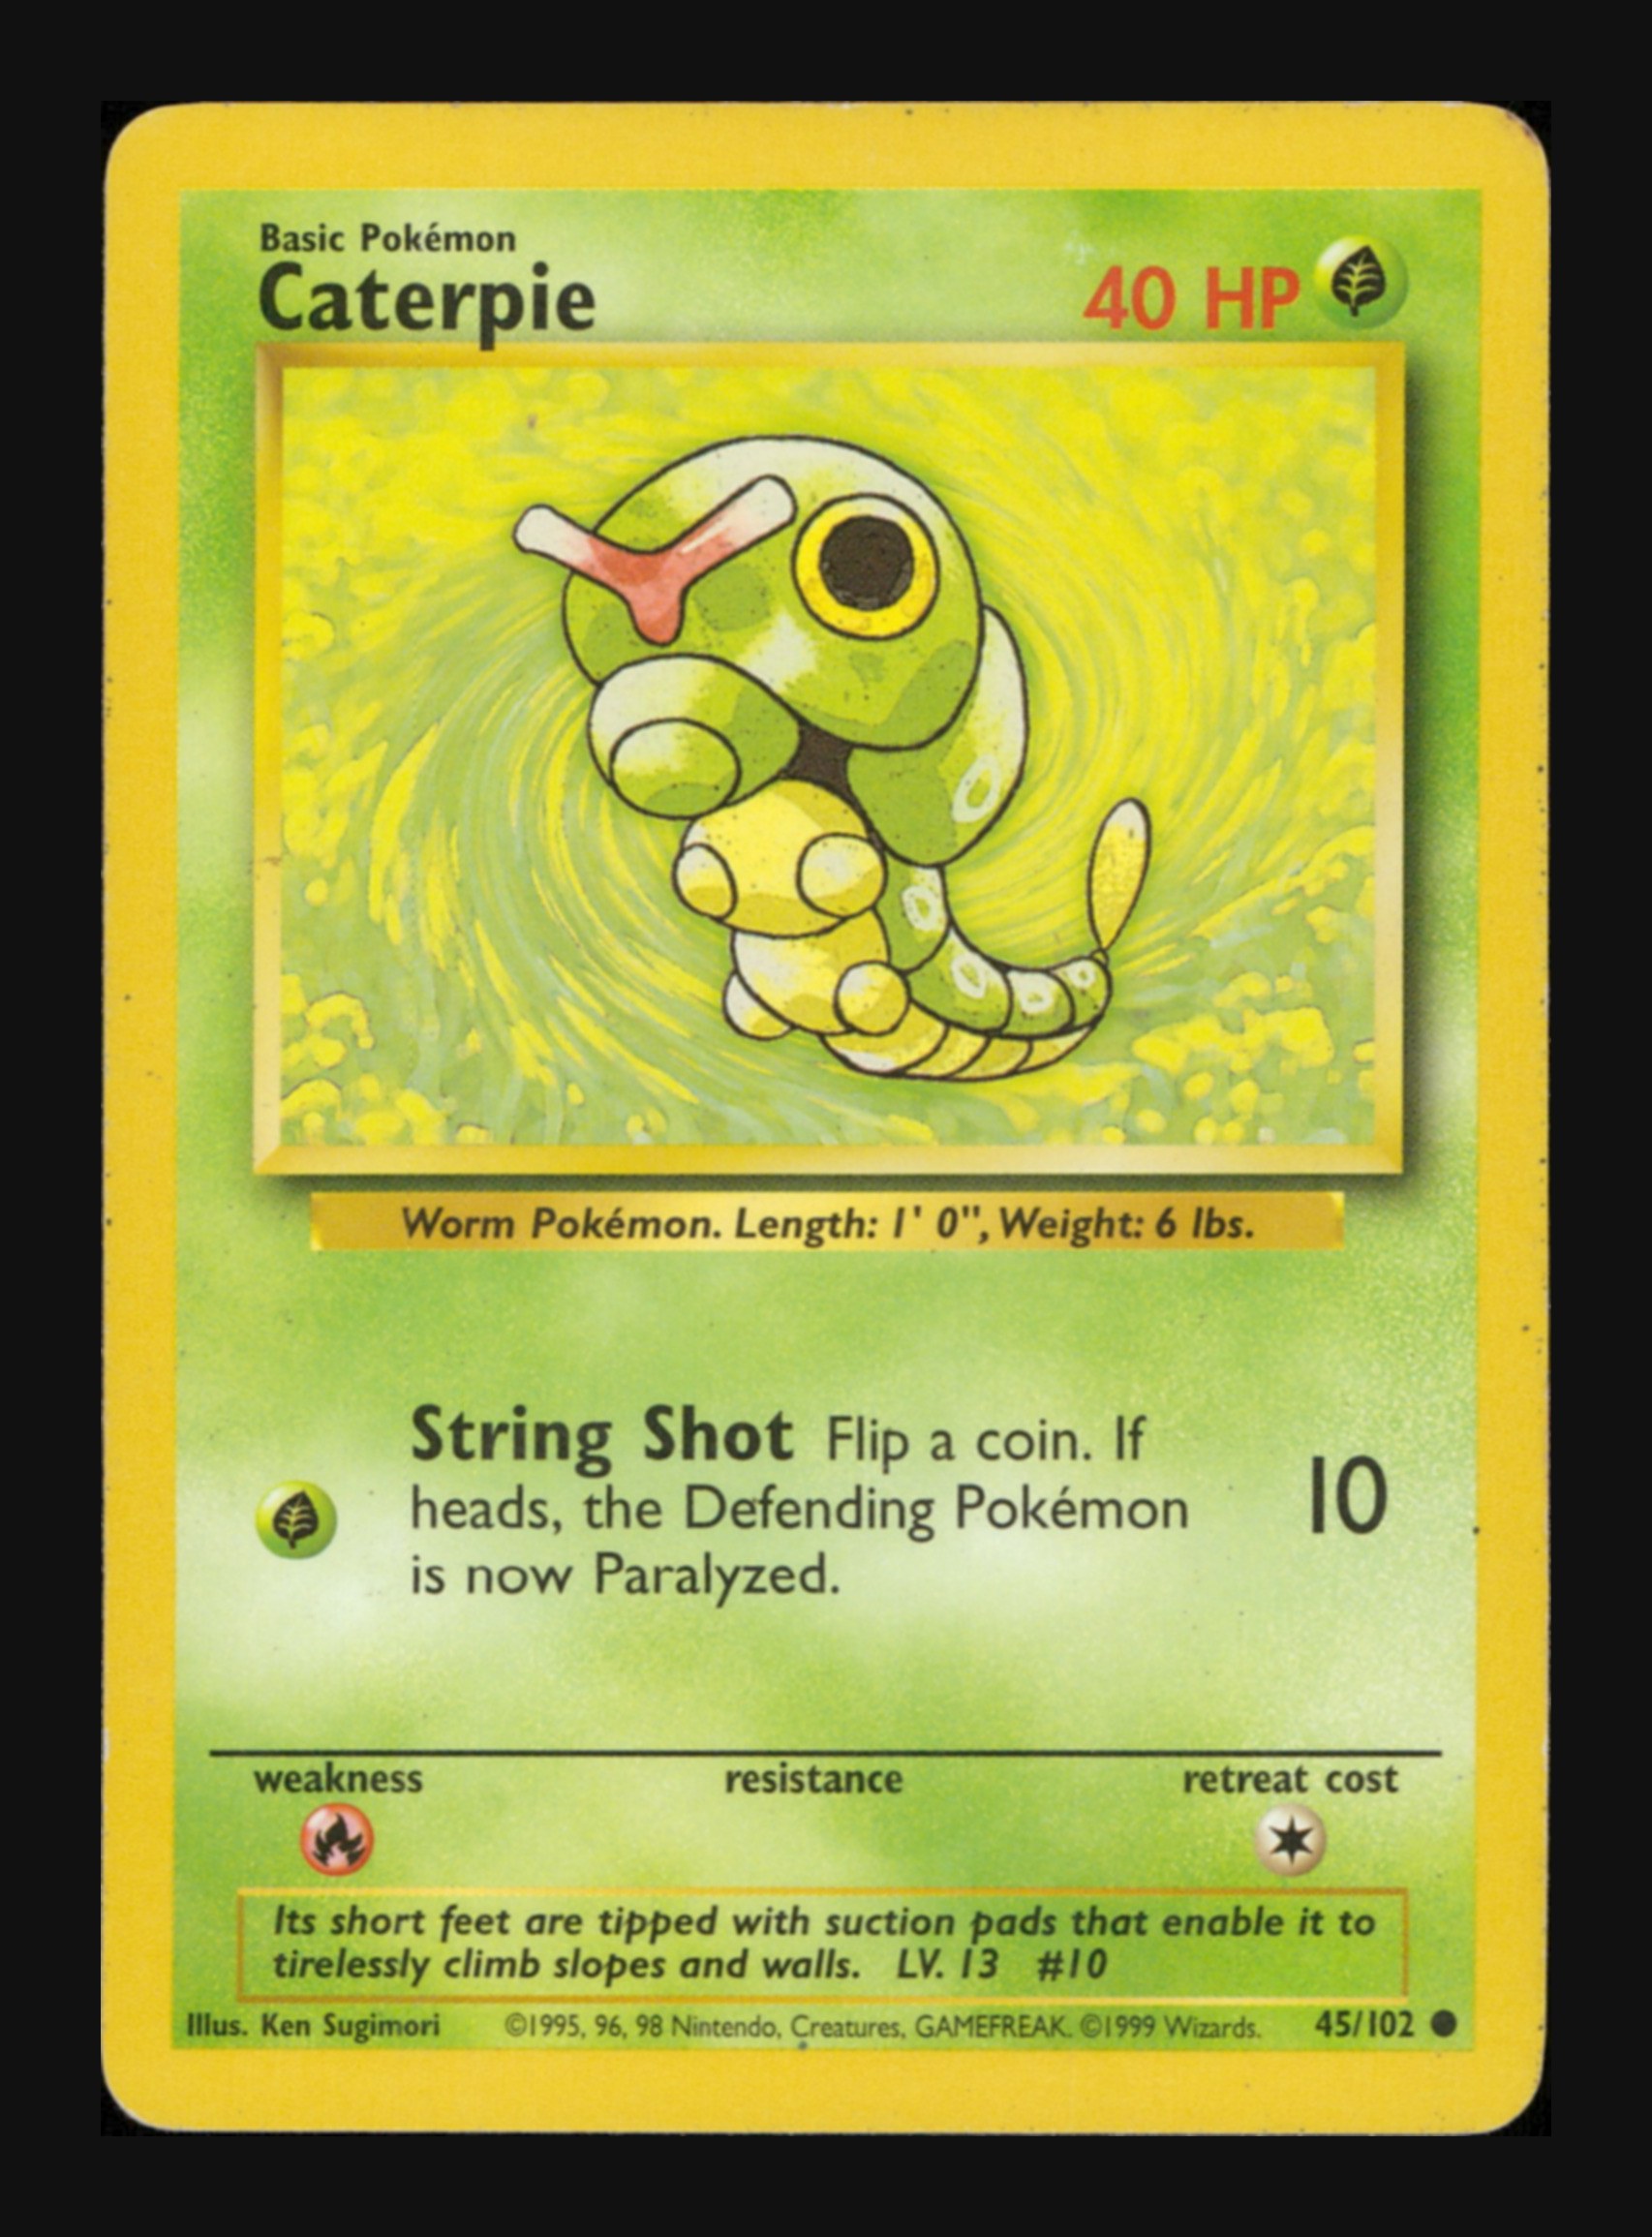 Basic Pokémon
Caterpie
40 HP
Worm Pokémon. Length: 1' 0", Weight: 6 lbs.
String Shot Flip a coin. If
heads, the Defending Pokémon
is now Paralyzed.
10
weakness resistance retreat cost
Its short feet are tipped with suction pads that enable it to
tirelessly climb slopes and walls. LV. 13 #10
Illus. Ken Sugimori ©1995, 96, 98 Nintendo, Creatures, GAMEFREAK. ©1999 Wizards. 45/102